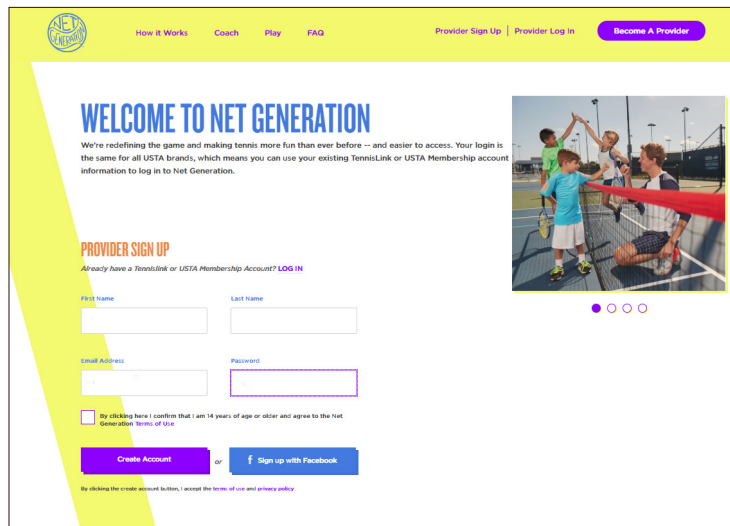 NET
GENERATION
How it Works
Coach
Play
FAQ
Provider Sign Up | Provider Log In
Become A Provider
WELCOME TO NET GENERATION
We're redefining the game and making tennis more fun than ever before -- and easier to access. Your login is
the same for all USTA brands, which means you can use your existing TennisLink or USTA Membership account
information to log in to Net Generation.
PROVIDER SIGN UP
Already have a Tennislink or USTA Membership Account? LOG IN
First Name
Last Name
Email Address
Password
By clicking here I confirm that I am 14 years of age or older and agree to the Net
Generation Terms of Use
Create Account
or
f Sign up with Facebook
By clicking the create account button, I accept the terms of use and privacy policy